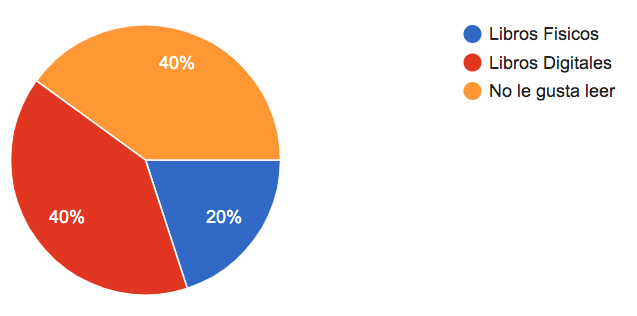 Libros Fisicos
Libros Digitales
No le gusta leer
40%
40%
20%